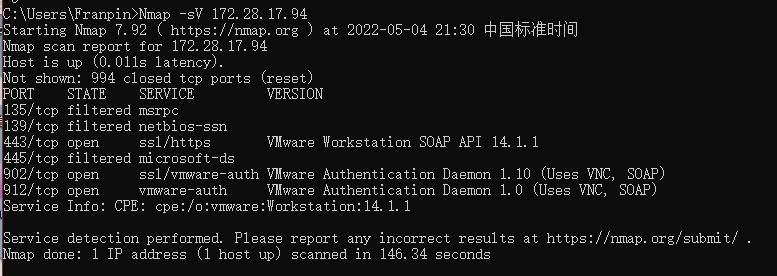 C:\Users\Franpin>Nmap -sV 172.28.17.94
Starting Nmap 7.92 ( https://nmap.org ) at 2022-05-04 21:30 中国标准时间
Nmap scan report for 172.28.17.94
Host is up (0.011s latency).
Not shown: 994 closed tcp ports (reset)
PORT    STATE    SERVICE         VERSION
135/tcp filtered msrpc
139/tcp filtered netbios-ssn
443/tcp open     ssl/https       VMware Workstation SOAP API 14.1.1
445/tcp filtered microsoft-ds
902/tcp open     ssl/vmware-auth VMware Authentication Daemon 1.10 (Uses VNC, SOAP)
912/tcp open     vmware-auth     VMware Authentication Daemon 1.0 (Uses VNC, SOAP)
Service Info: CPE: cpe:/o:vmware:Workstation:14.1.1
Service detection performed. Please report any incorrect results at https://nmap.org/submit/ .
Nmap done: 1 IP address (1 host up) scanned in 146.34 seconds